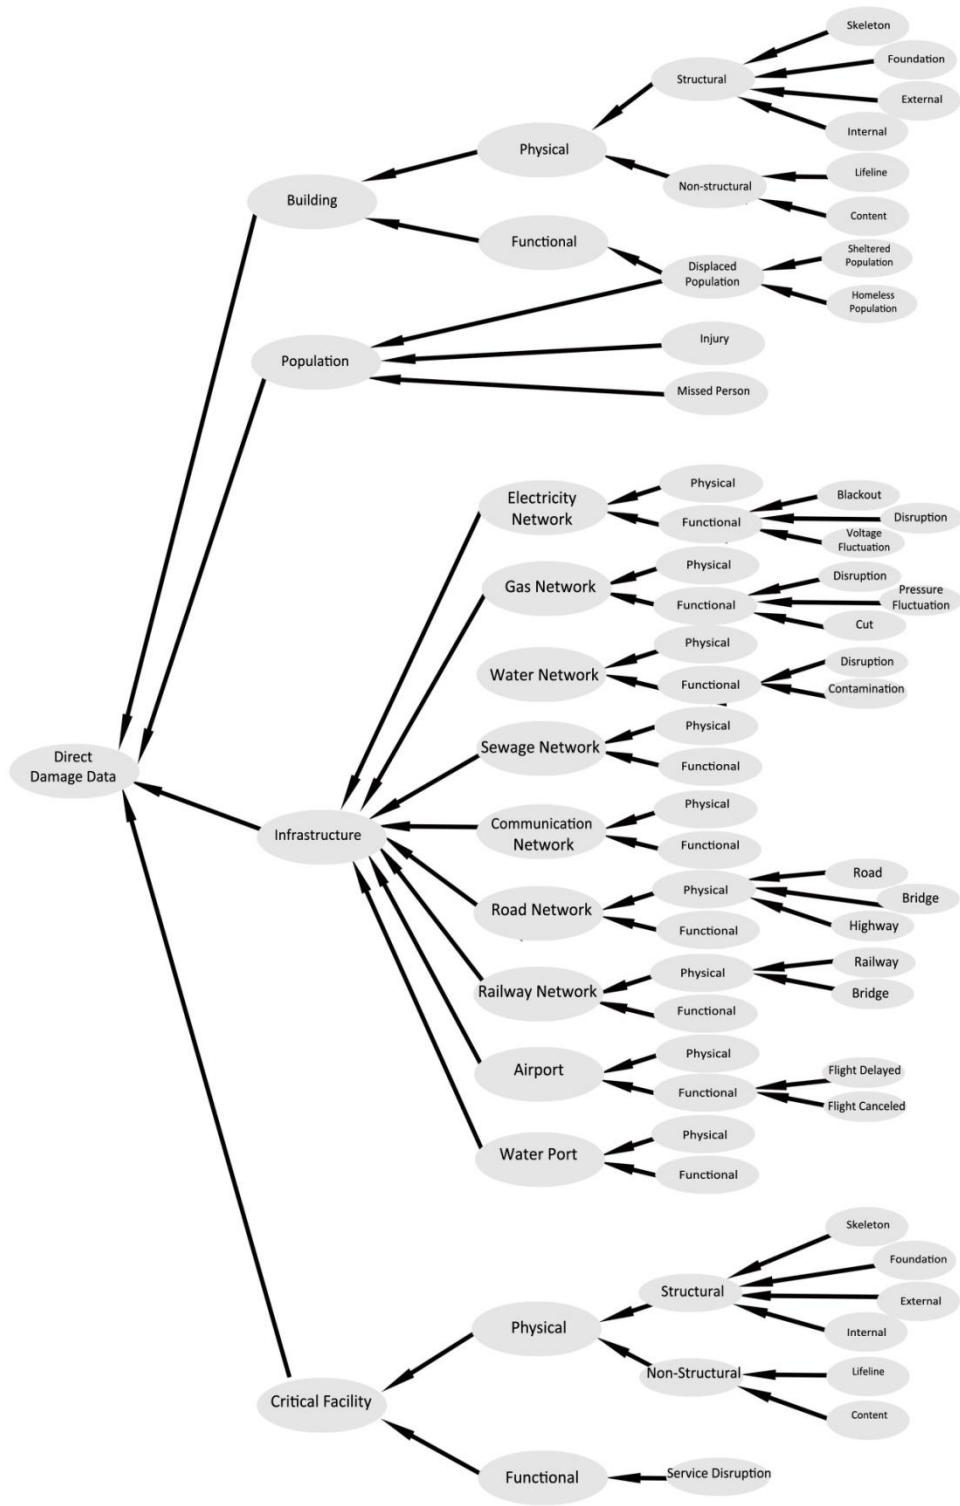 Skeleton
Foundation
Structural
External
Internal
Physical
Lifeline
Non-structural
Building
Content
Functional
Sheltered
Population
Displaced
Population
Homeless
Population
Injury
Population
Missed Person
Physical
Electricity
Network
Blackout
Functional
Disruption
Voltage
Fluctuation
Physical
Gas Network
Disruption
Pressure
Fluctuation
Functional
Cut
Physical
Water Network
Disruption
Functional
Contamination
Physical
Sewage Network
Functional
Direct
Damage Data
Infrastructure
Physical
Communication
Network
Functional
Road
Physical
Bridge
Road Network
Highway
Functional
Railway
Physical
Railway Network
Bridge
Functional
Physical
Airport
Flight Delayed
Functional
Flight Canceled
Physical
Water Port
Functional
Skeleton
Foundation
Structural
External
Internal
Physical
Lifeline
Non-Structural
Critical Facility
Content
Functional
Service Disruption